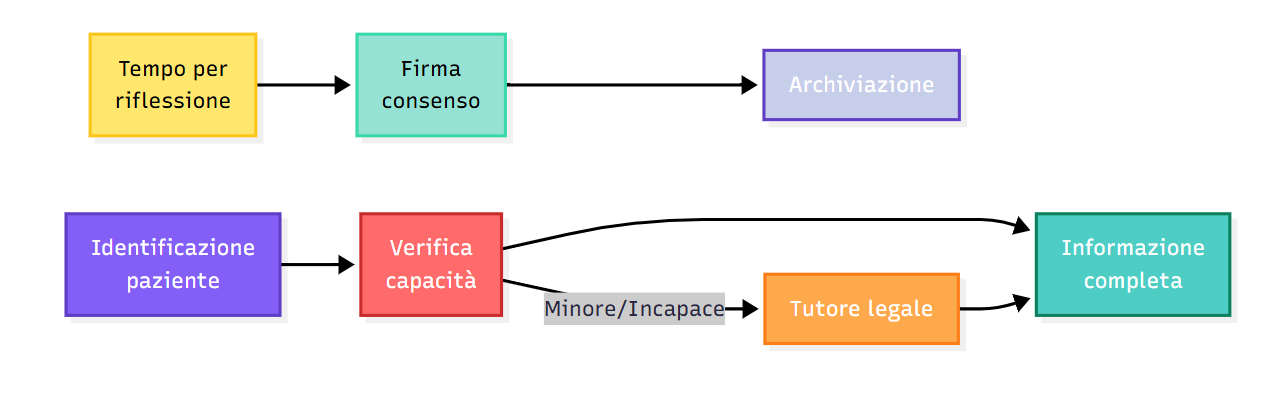 Tempo per
riflessione
Firma
consenso
Archiviazione
Identificazione
paziente
Verifica
capacità
Minore/Incapace
Tutore legale
Informazione
completa